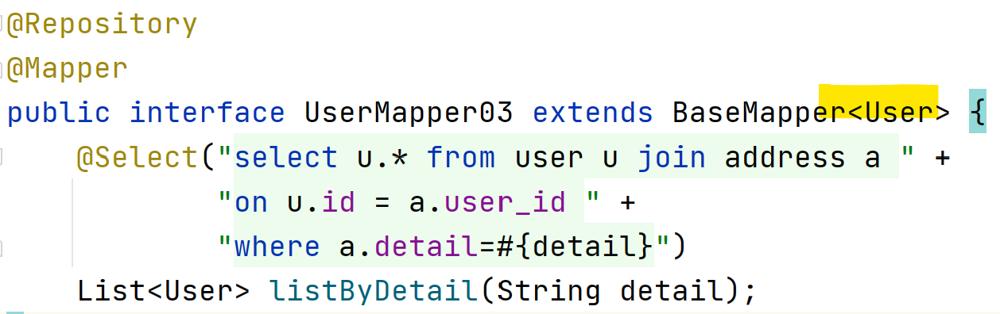 @Repository
@Mapper
public interface UserMapper03 extends BaseMapper<User> {
@Select("select u.* from user u join address a " +
"on u.id = a.user_id " +
"where a.detail=#{detail}")
List<User> listByDetail(String detail);